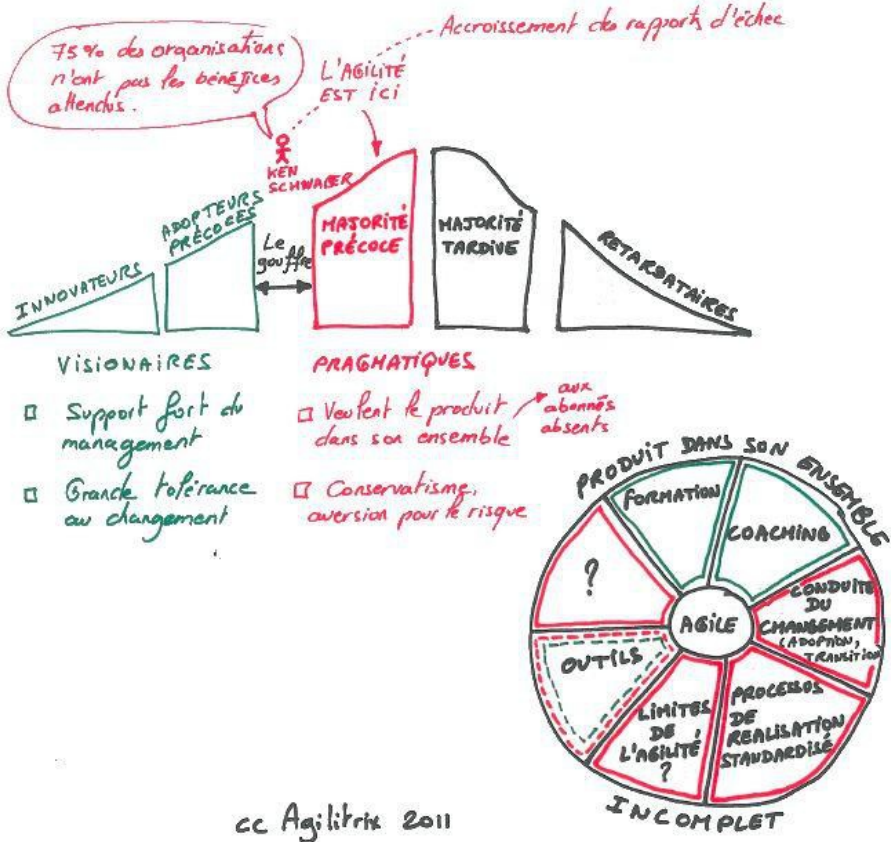 75% des organisations
n'ont pas les bénéfices
attendus.
Accroissement des rapports d'échec
L'AGILITÉ
EST ICI
KEN
SCHWABER
INNOVATEURS
ADOPTEURS
PRÉCOCES
Le
gouffre
MAJORITÉ
PRÉCOCE
MAJORITÉ
TARDIVE
RETARDATAIRES
VISIONAIRES
□ Support fort du
management
□ Grande tolérance
au changement
PRAGMATIQUES
□ Veulent le produit
dans son ensemble
aux
abonnés
absents
□ Conservatisme,
aversion pour le risque
PRODUIT DANS SON ENSEMBLE
FORMATION
COACHING
CONDUITE
DU
CHANGEMENT
(ADOPTION,
TRANSITION
PROCESSUS
DE
REALISATION
STANDARDISÉ
LIMITES
DE
L'AGILITÉ
?
OUTILS
?
AGILE
INCOMPLET
cc Agilitrix 2011